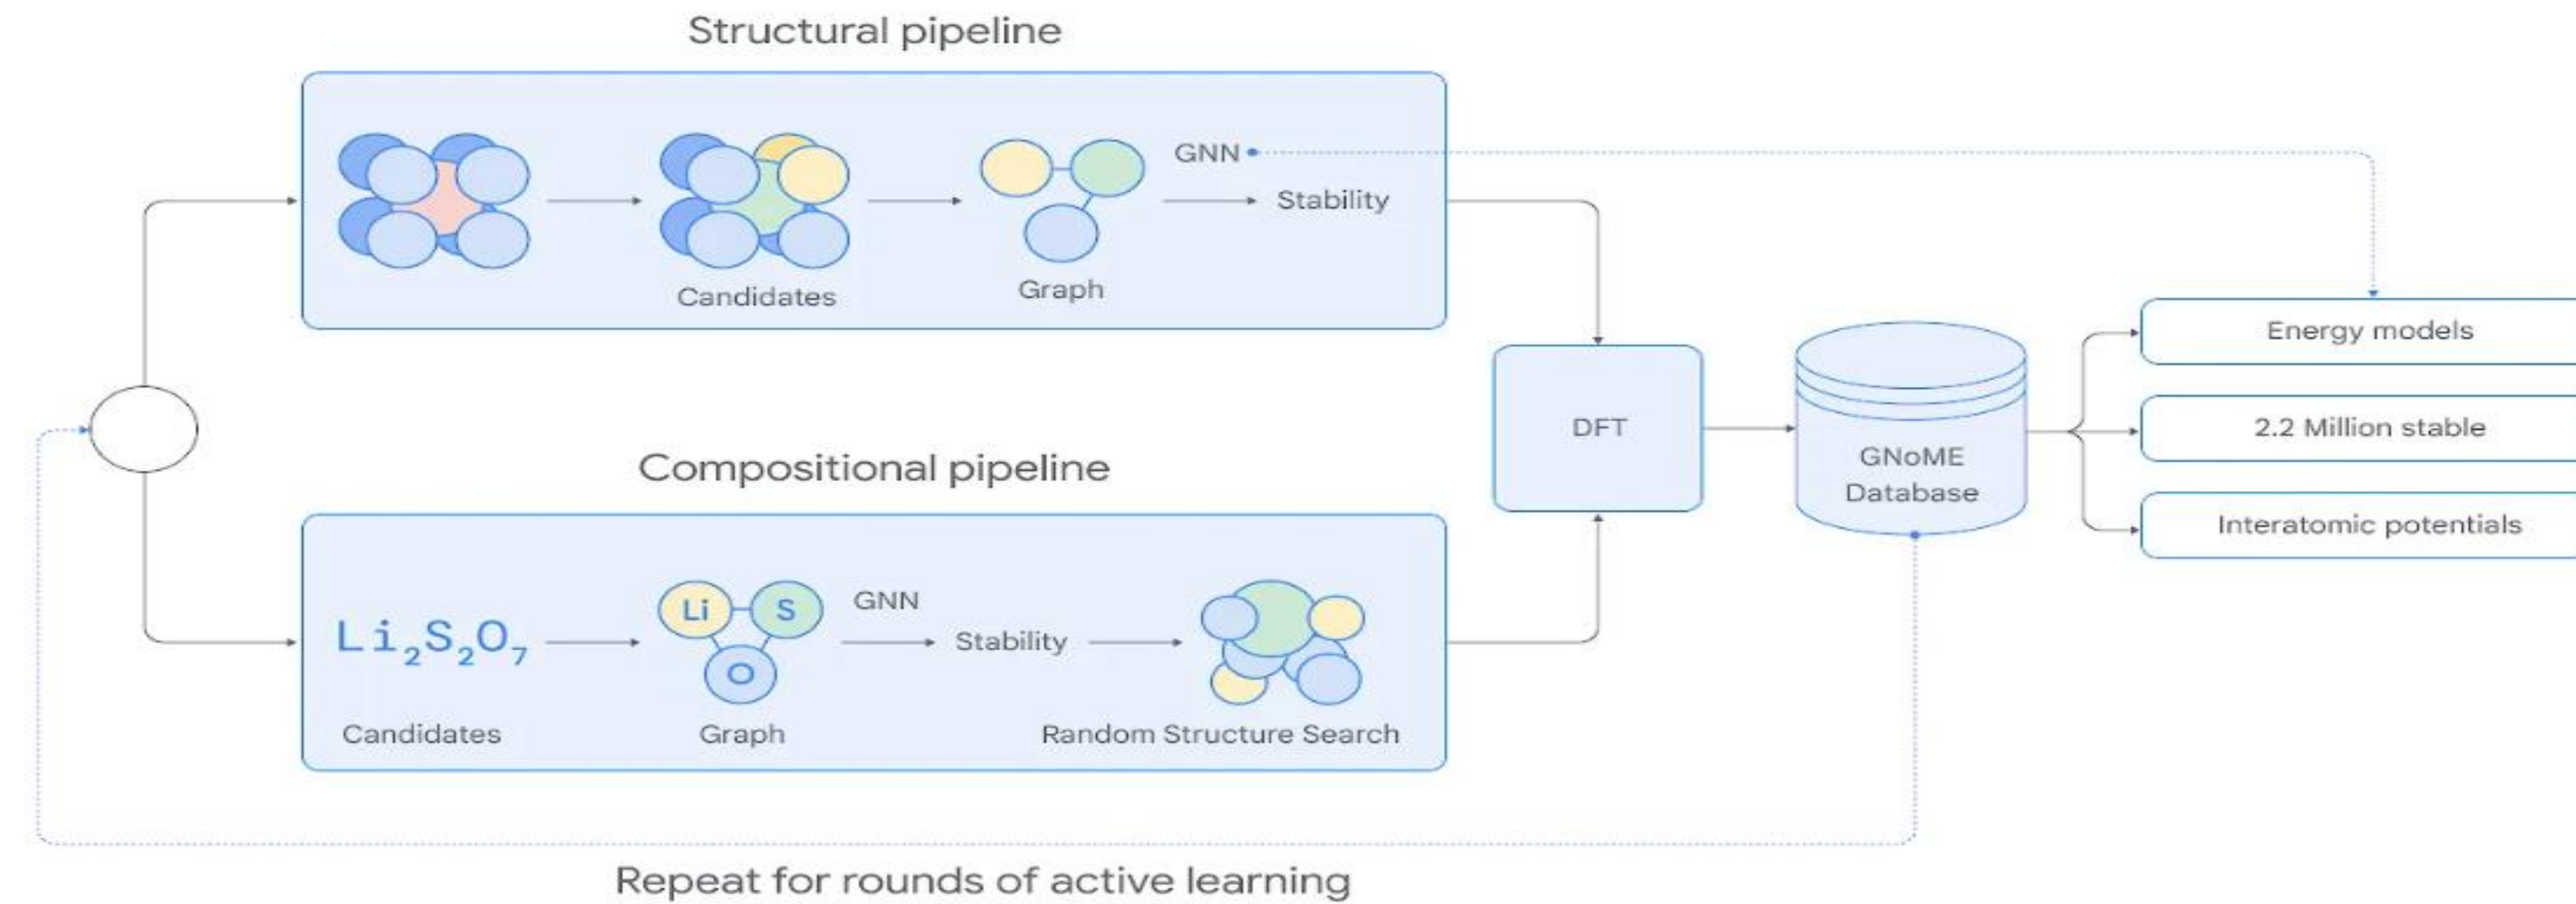 Structural pipeline
GNN
Stability
Candidates
Graph
Energy models
DFT
2.2 Million stable
GNoME
Database
Interatomic potentials
Compositional pipeline
Li S
GNN
Li₂S₂O₇
Stability
O
Candidates
Graph
Random Structure Search
Repeat for rounds of active learning